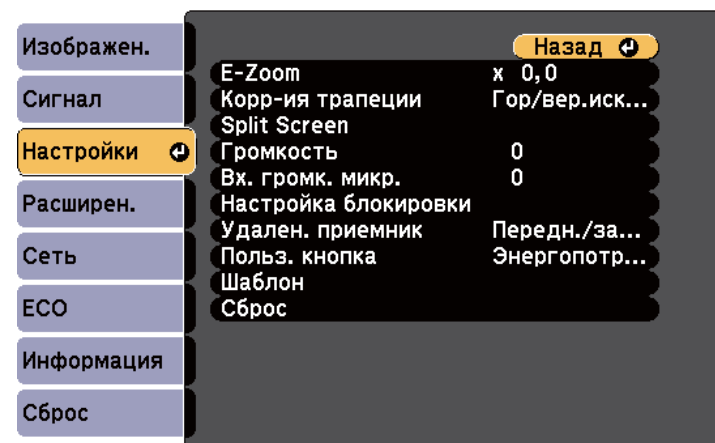 Изображен.
Сигнал
Настройки
Расширен.
Сеть
ECO
Информация
Сброс
Назад
E-Zoom x 0,0
Корр-ия трапеции Гор/вер.иск...
Split Screen
Громкость 0
Вх. громк. микр. 0
Настройка блокировки
Удален. приемник Передн./за...
Польз. кнопка Энергопотр...
Шаблон
Сброс